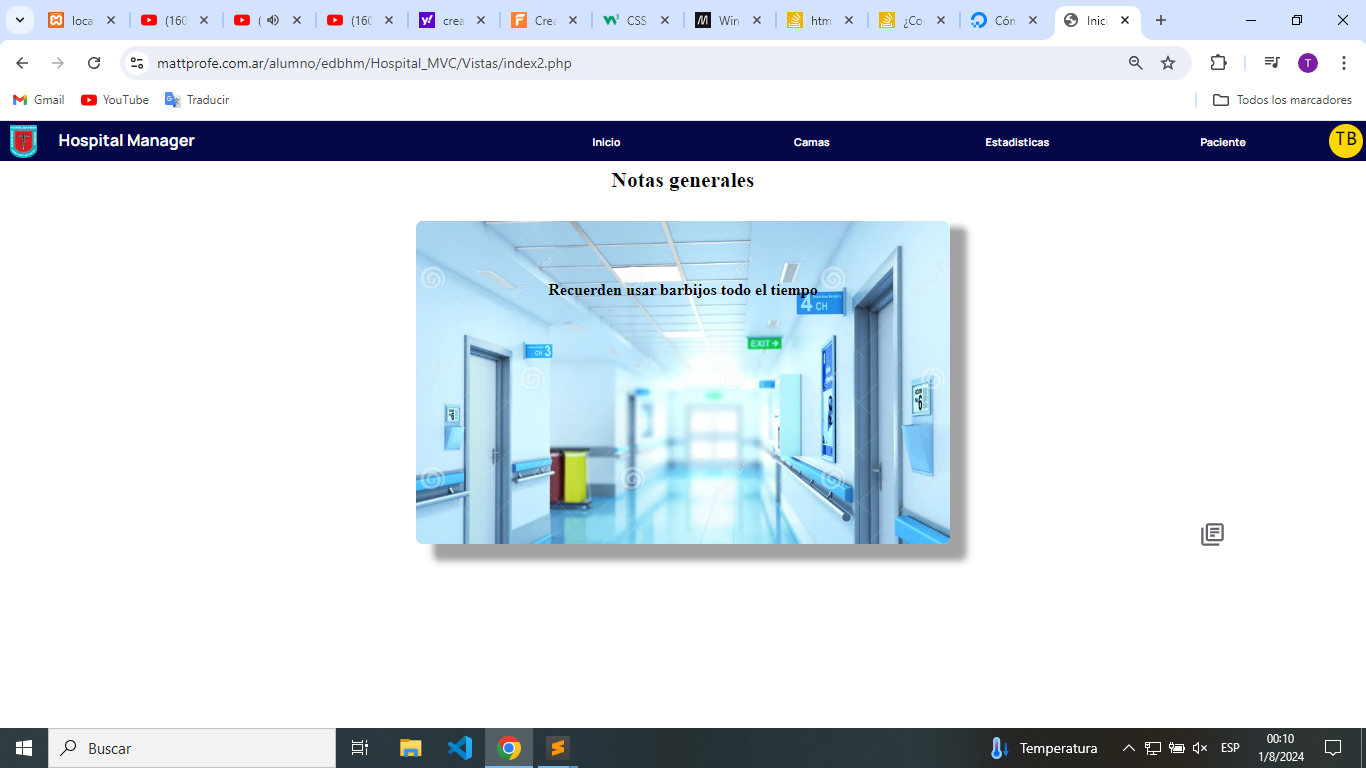 loca
(160
(
(160
crea
Crea
CSS
Win
htm
¿Co
Cóm
Inici
mattprofe.com.ar/alumno/edbhm/Hospital_MVC/Vistas/index2.php
T
Gmail
YouTube
Traducir
Todos los marcadores
Hospital Manager
Inicio
Camas
Estadisticas
Paciente
TB
Notas generales
Recuerden usar barbijos todo el tiempo
4 CH
EXIT
CH 3
6
Buscar
Temperatura
ESP
00:10
1/8/2024